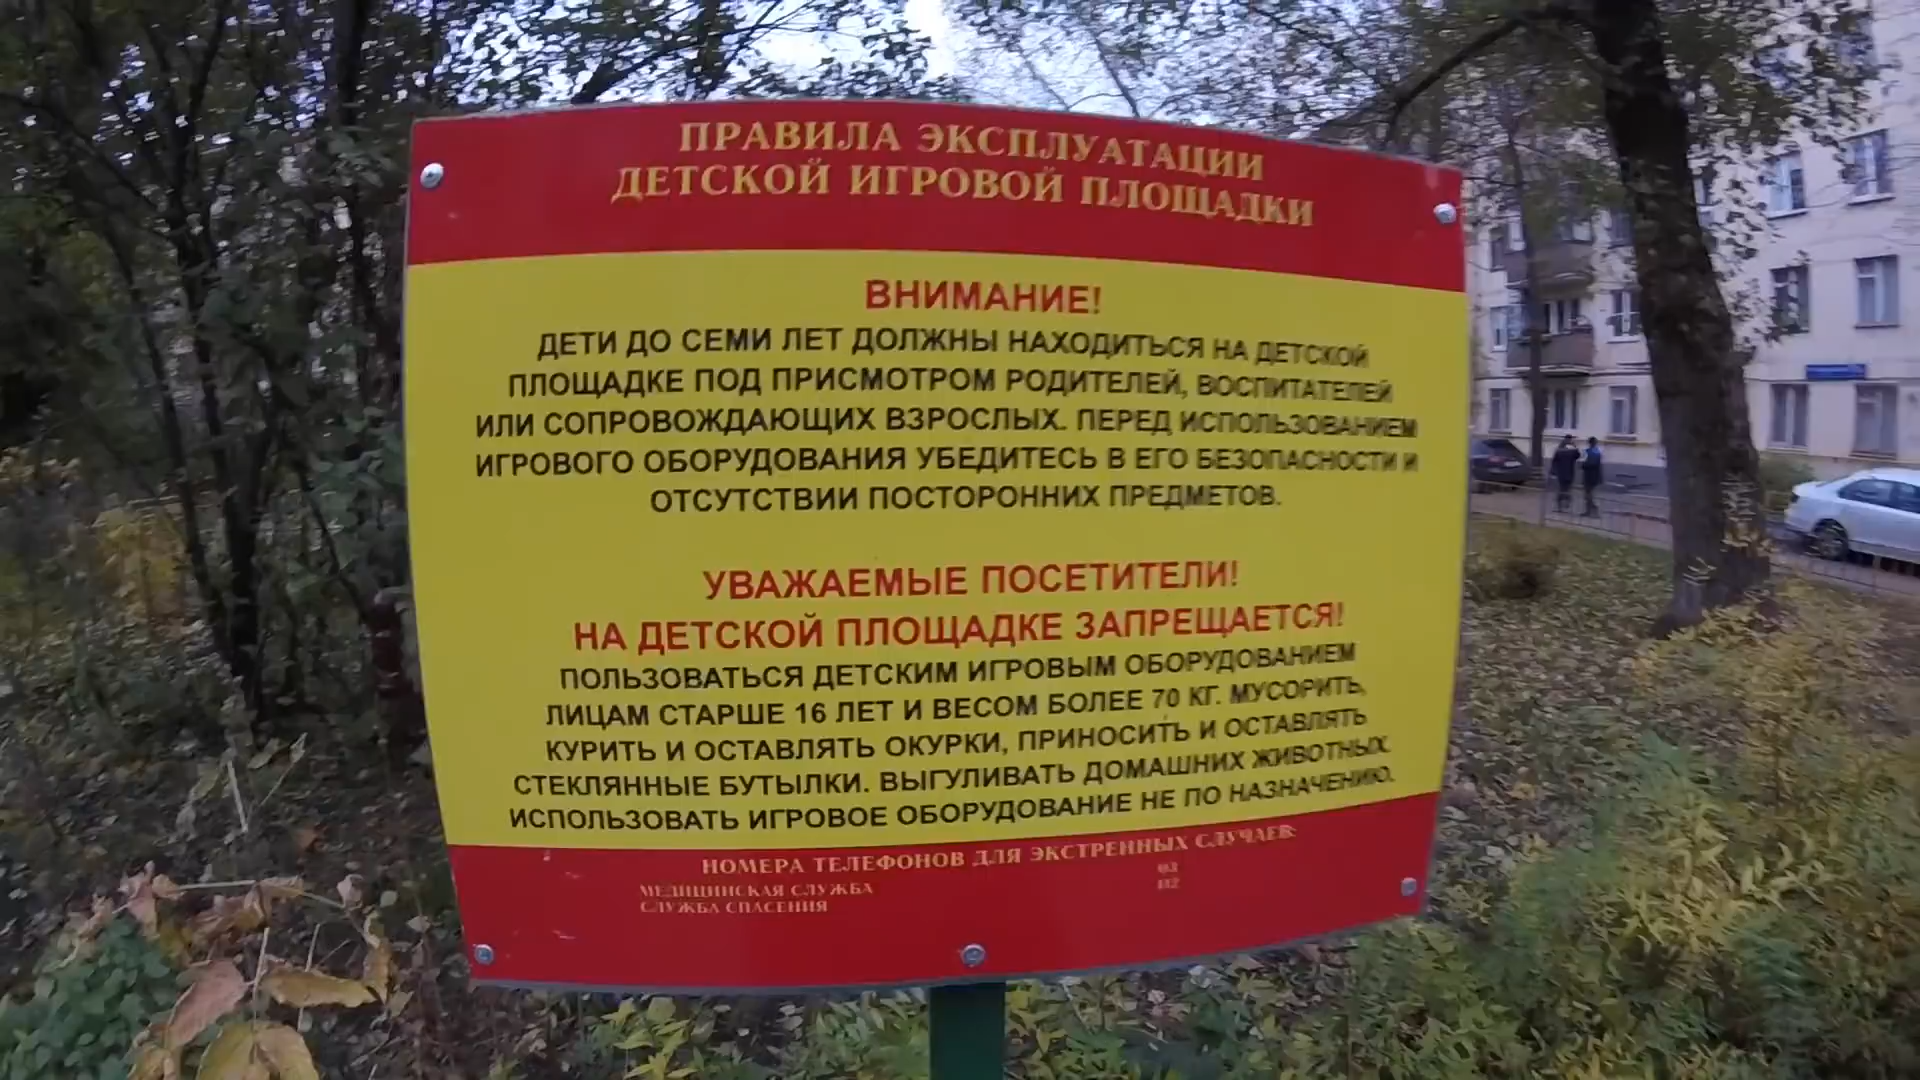 ПРАВИЛА ЭКСПЛУАТАЦИИ
ДЕТСКОЙ ИГРОВОЙ ПЛОЩАДКИ
ВНИМАНИЕ!
ДЕТИ ДО СЕМИ ЛЕТ ДОЛЖНЫ НАХОДИТЬСЯ НА ДЕТСКОЙ
ПЛОЩАДКЕ ПОД ПРИСМОТРОМ РОДИТЕЛЕЙ, ВОСПИТАТЕЛЕЙ
ИЛИ СОПРОВОЖДАЮЩИХ ВЗРОСЛЫХ. ПЕРЕД ИСПОЛЬЗОВАНИЕМ
ИГРОВОГО ОБОРУДОВАНИЯ УБЕДИТЕСЬ В ЕГО БЕЗОПАСНОСТИ И
ОТСУТСТВИИ ПОСТОРОННИХ ПРЕДМЕТОВ.
УВАЖАЕМЫЕ ПОСЕТИТЕЛИ!
НА ДЕТСКОЙ ПЛОЩАДКЕ ЗАПРЕЩАЕТСЯ!
ПОЛЬЗОВАТЬСЯ ДЕТСКИМ ИГРОВЫМ ОБОРУДОВАНИЕМ
ЛИЦАМ СТАРШЕ 16 ЛЕТ И ВЕСОМ БОЛЕЕ 70 КГ. МУСОРИТЬ,
КУРИТЬ И ОСТАВЛЯТЬ ОКУРКИ, ПРИНОСИТЬ И ОСТАВЛЯТЬ
СТЕКЛЯННЫЕ БУТЫЛКИ. ВЫГУЛИВАТЬ ДОМАШНИХ ЖИВОТНЫХ.
ИСПОЛЬЗОВАТЬ ИГРОВОЕ ОБОРУДОВАНИЕ НЕ ПО НАЗНАЧЕНИЮ.
НОМЕРА ТЕЛЕФОНОВ ДЛЯ ЭКСТРЕННЫХ СЛУЧАЕВ:
МЕДИЦИНСКАЯ СЛУЖБА 03
СЛУЖБА СПАСЕНИЯ 112